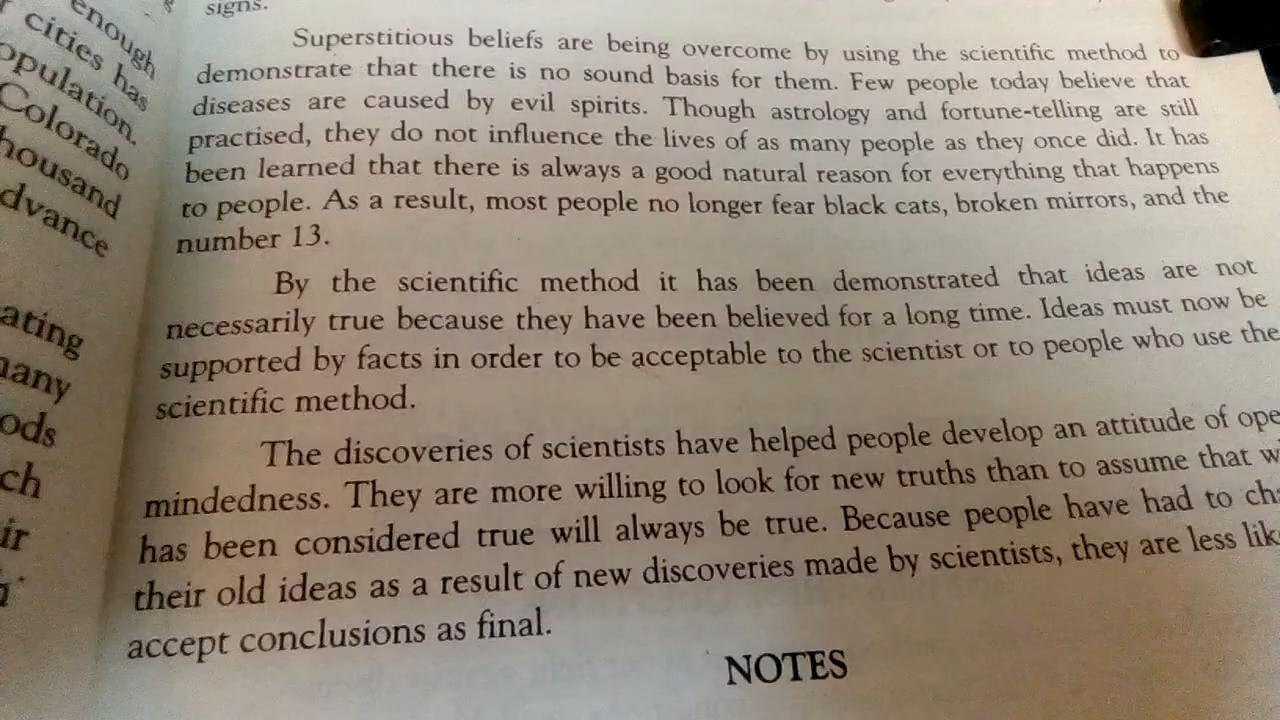 enough
cities has
opulation.
Colorado
housand
dvance
ating
many
ods
ch
ir
signs.
Superstitious beliefs are being overcome by using the scientific method to
demonstrate that there is no sound basis for them. Few people today believe that
diseases are caused by evil spirits. Though astrology and fortune-telling are still
practised, they do not influence the lives of as many people as they once did. It has
been learned that there is always a good natural reason for everything that happens
to people. As a result, most people no longer fear black cats, broken mirrors, and the
number 13.
By the scientific method it has been demonstrated that ideas are not
necessarily true because they have been believed for a long time. Ideas must now be
supported by facts in order to be acceptable to the scientist or to people who use the
scientific method.
The discoveries of scientists have helped people develop an attitude of ope
mindedness. They are more willing to look for new truths than to assume that w
has been considered true will always be true. Because people have had to ch
their old ideas as a result of new discoveries made by scientists, they are less lik
accept conclusions as final.
NOTES